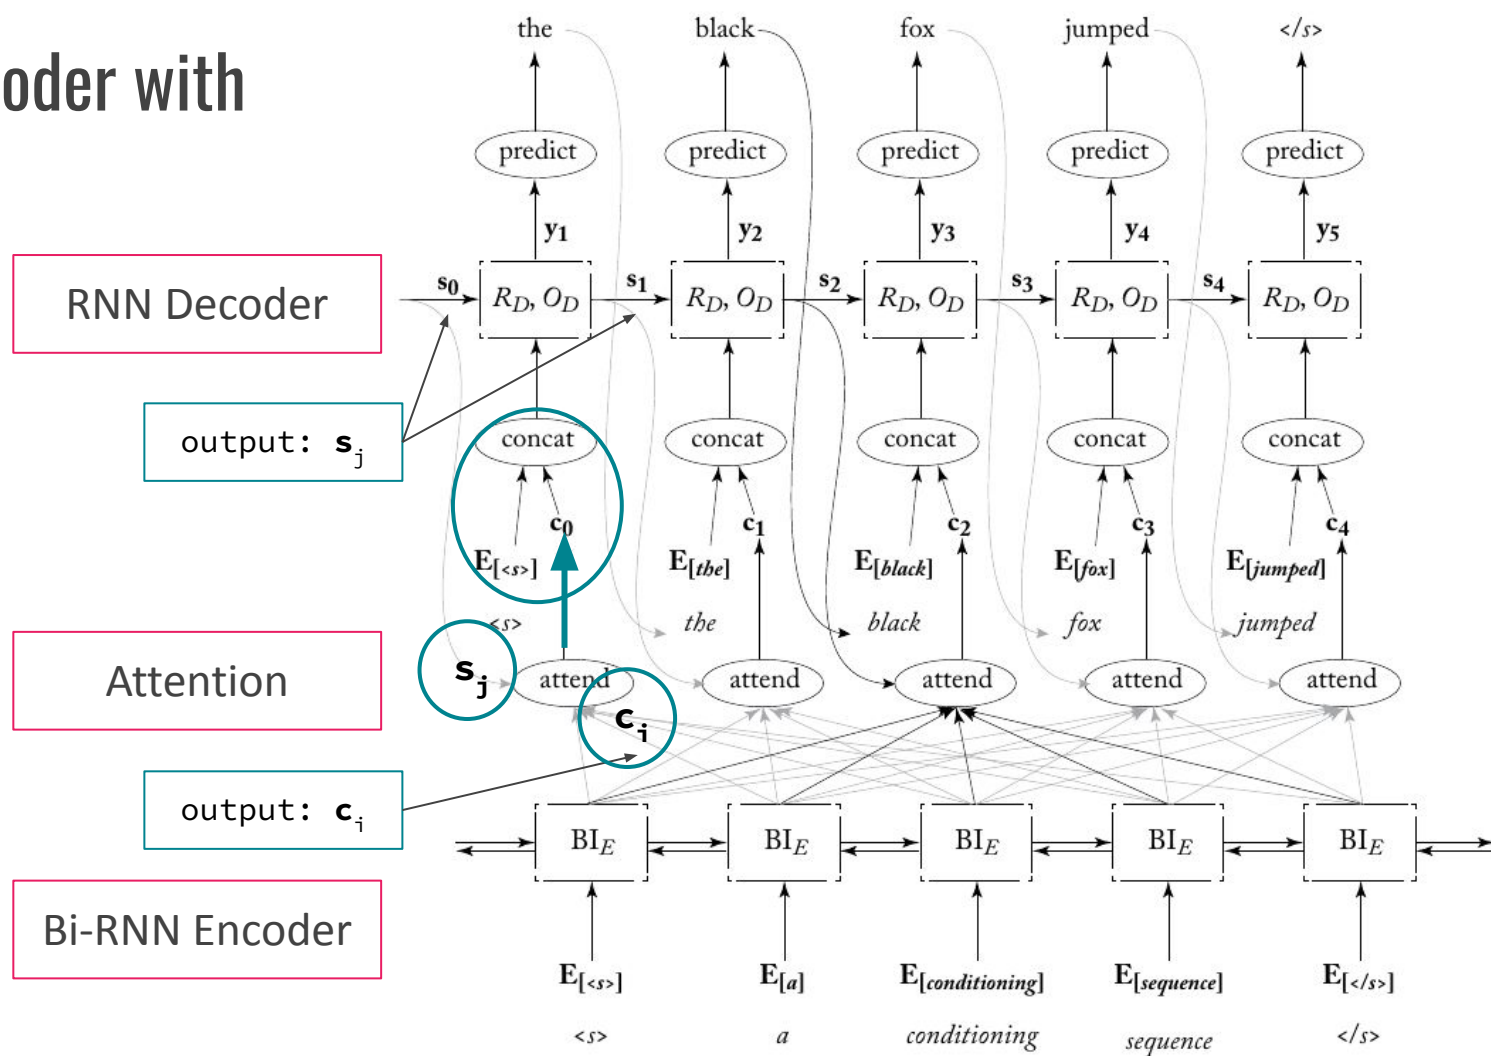 the black fox jumped </s>
oder with
predict predict predict predict predict
y1 y2 y3 y4 y5
RNN Decoder
s0 s1 s2 s3 s4
RD, OD RD, OD RD, OD RD, OD RD, OD
output: sj
concat concat concat concat concat
c0 c1 c2 c3 c4
E[<s>] E[the] E[black] E[fox] E[jumped]
<s> the black fox jumped
Attention
sj
attend attend attend attend attend
ci
output: ci
BIE BIE BIE BIE BIE
Bi-RNN Encoder
E[<s>] E[a] E[conditioning] E[sequence] E[</s>]
<s> a conditioning sequence </s>